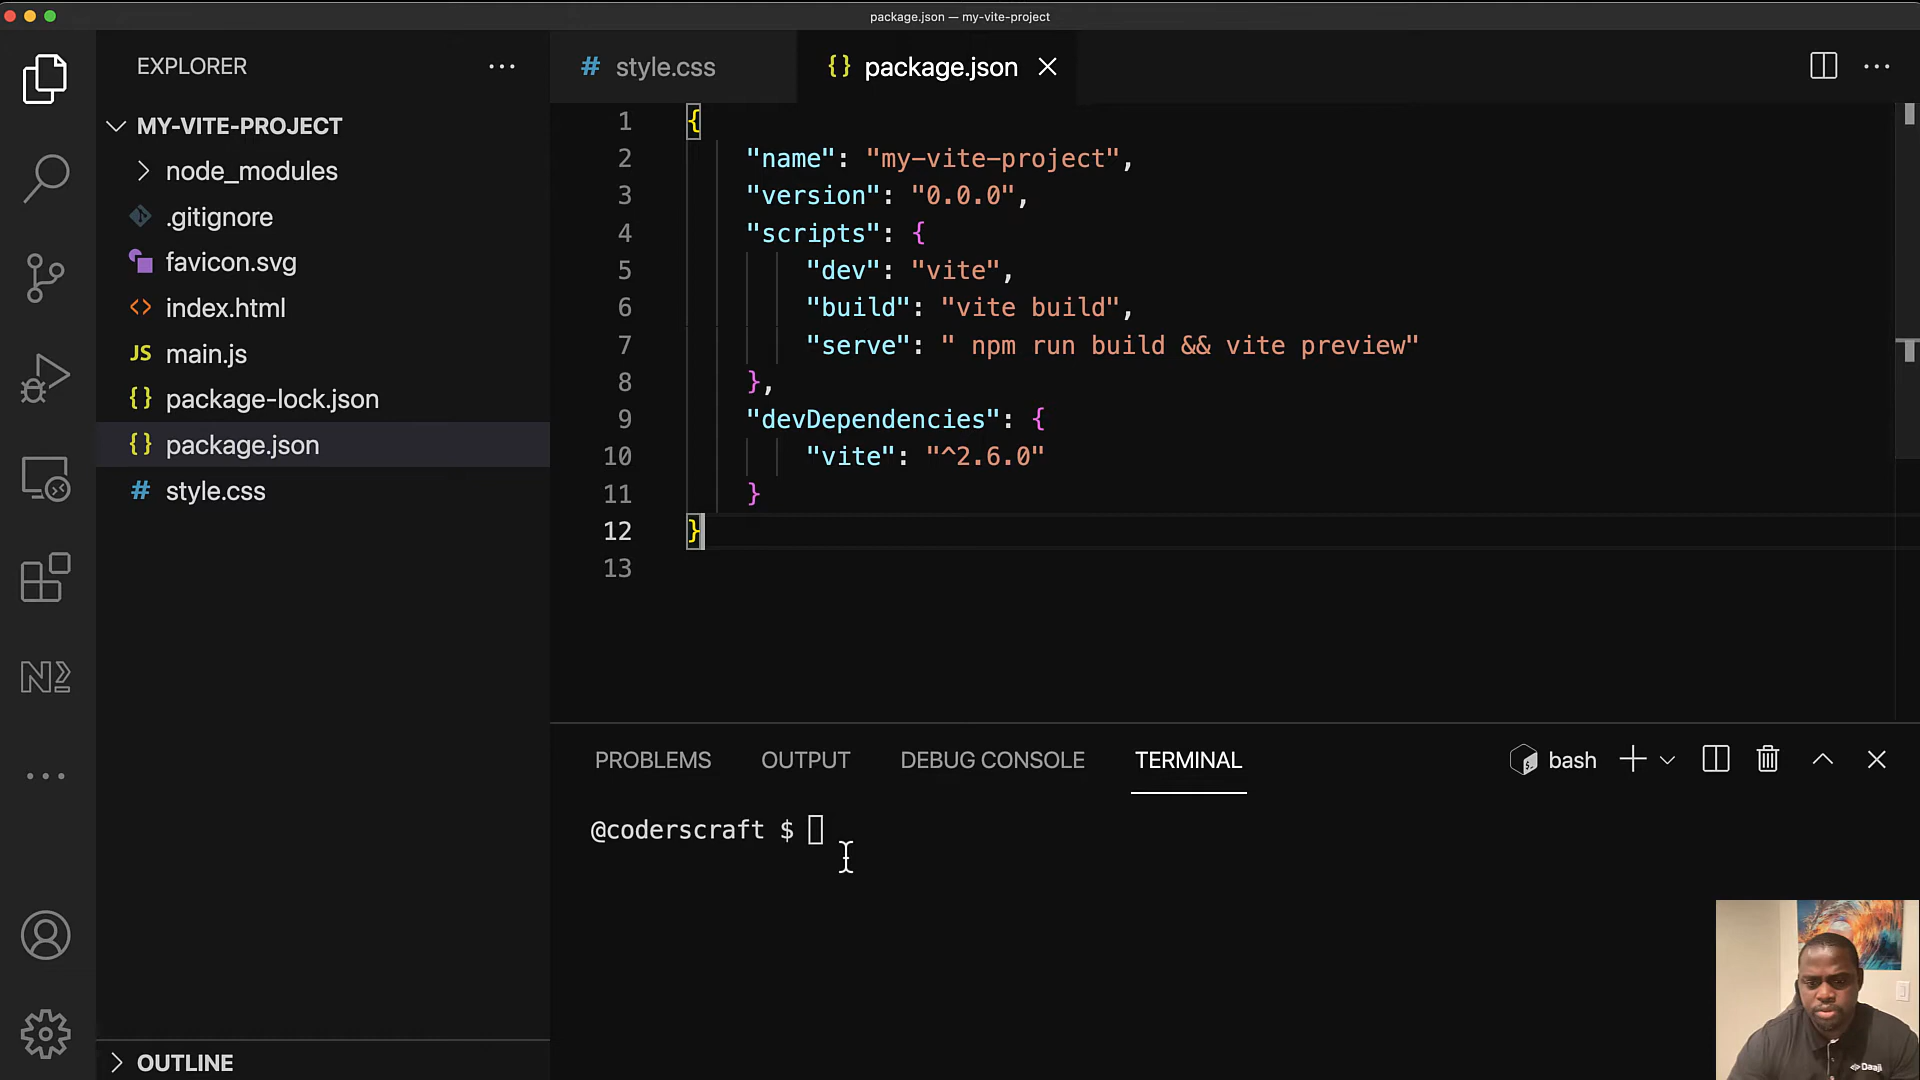 package.json — my-vite-project
EXPLORER
MY-VITE-PROJECT
node_modules
.gitignore
favicon.svg
<> index.html
JS main.js
{} package-lock.json
{} package.json
# style.css
OUTLINE
# style.css
{} package.json
1 {
2 "name": "my-vite-project",
3 "version": "0.0.0",
4 "scripts": {
5 "dev": "vite",
6 "build": "vite build",
7 "serve": " npm run build && vite preview"
8 },
9 "devDependencies": {
10 "vite": "^2.6.0"
11 }
12 }
13
PROBLEMS OUTPUT DEBUG CONSOLE TERMINAL
bash
@coderscraft $
Daaji